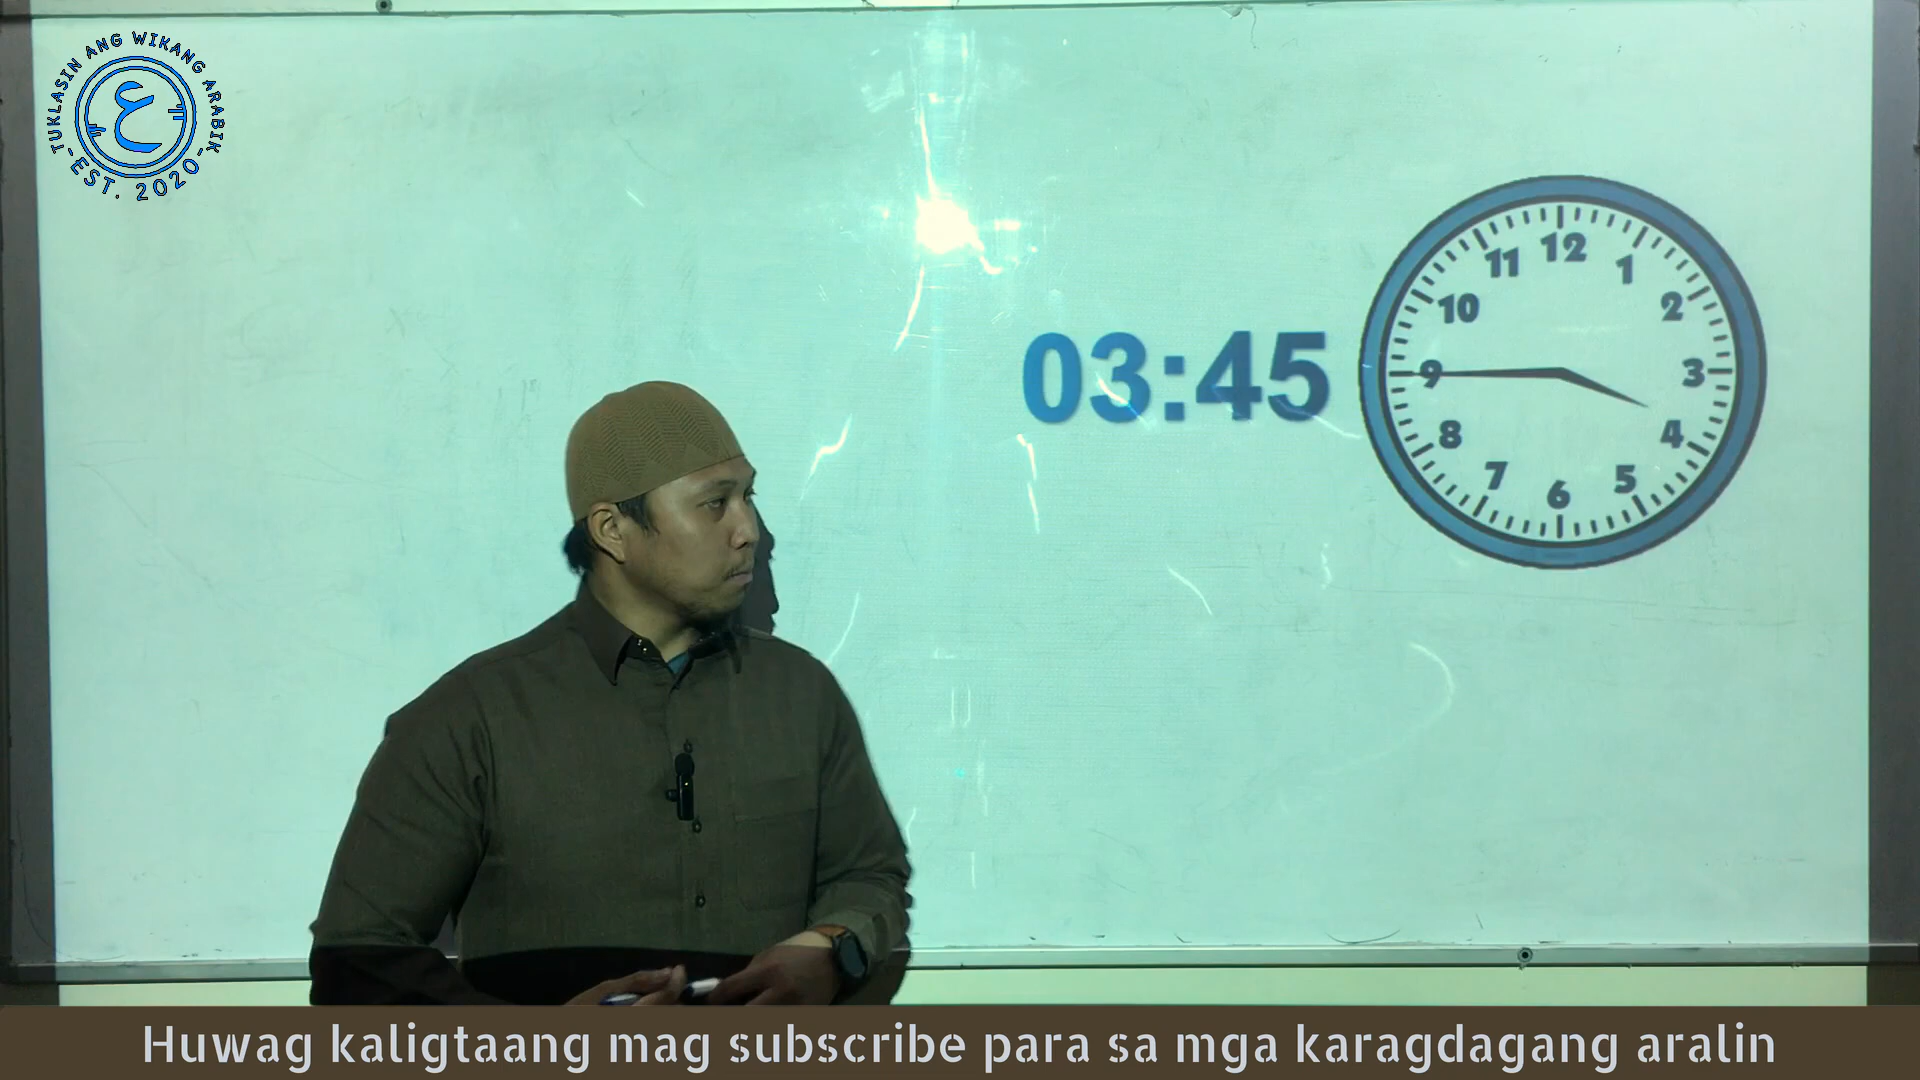 TUKLASIN ANG WIKANG ARABIK
ع
-EST. 2020-
03:45
12
11 1
10 2
9 3
8 4
7 5
6
Huwag kaligtaang mag subscribe para sa mga karagdagang aralin